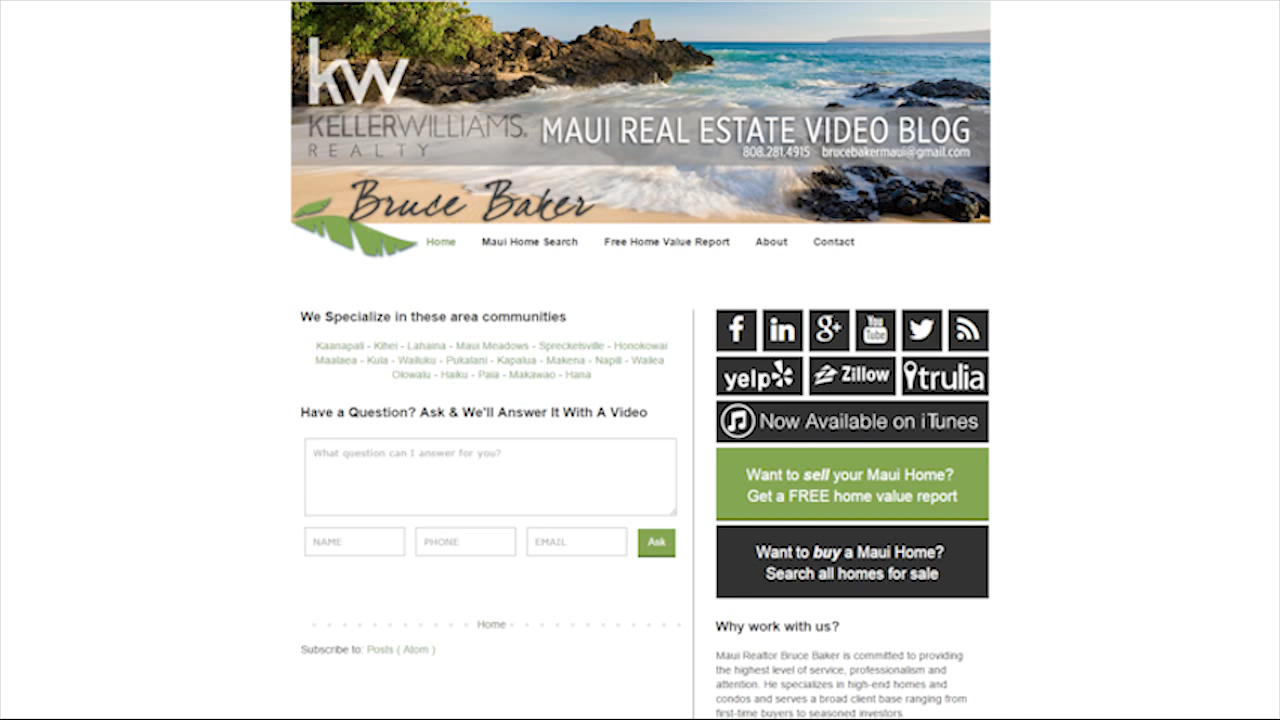 kw
KELLERWILLIAMS.
REALTY
MAUI REAL ESTATE VIDEO BLOG
808.281.4915 brucebakermaui@gmail.com
Bruce Baker
Home Maui Home Search Free Home Value Report About Contact
We Specialize in these area communities
Kaanapali - Kihei - Lahaina - Maui Meadows - Sprecketsville - Honokowai
Maalaea - Kula - Wailuku - Pukalani - Kapalua - Makena - Napili - Wailea
Olowalu - Haiku - Paia - Makawao - Hana
Have a Question? Ask & We'll Answer It With A Video
What question can I answer for you?
NAME PHONE EMAIL Ask
Home
Subscribe to: Posts ( Atom )
f in g+ You Tube
yelp Zillow trulia
Now Available on iTunes
Want to sell your Maui Home?
Get a FREE home value report
Want to buy a Maui Home?
Search all homes for sale
Why work with us?
Maui Realtor Bruce Baker is committed to providing
the highest level of service, professionalism and
attention. He specializes in high-end homes and
condos and serves a broad client base ranging from
first-time buyers to seasoned investors.